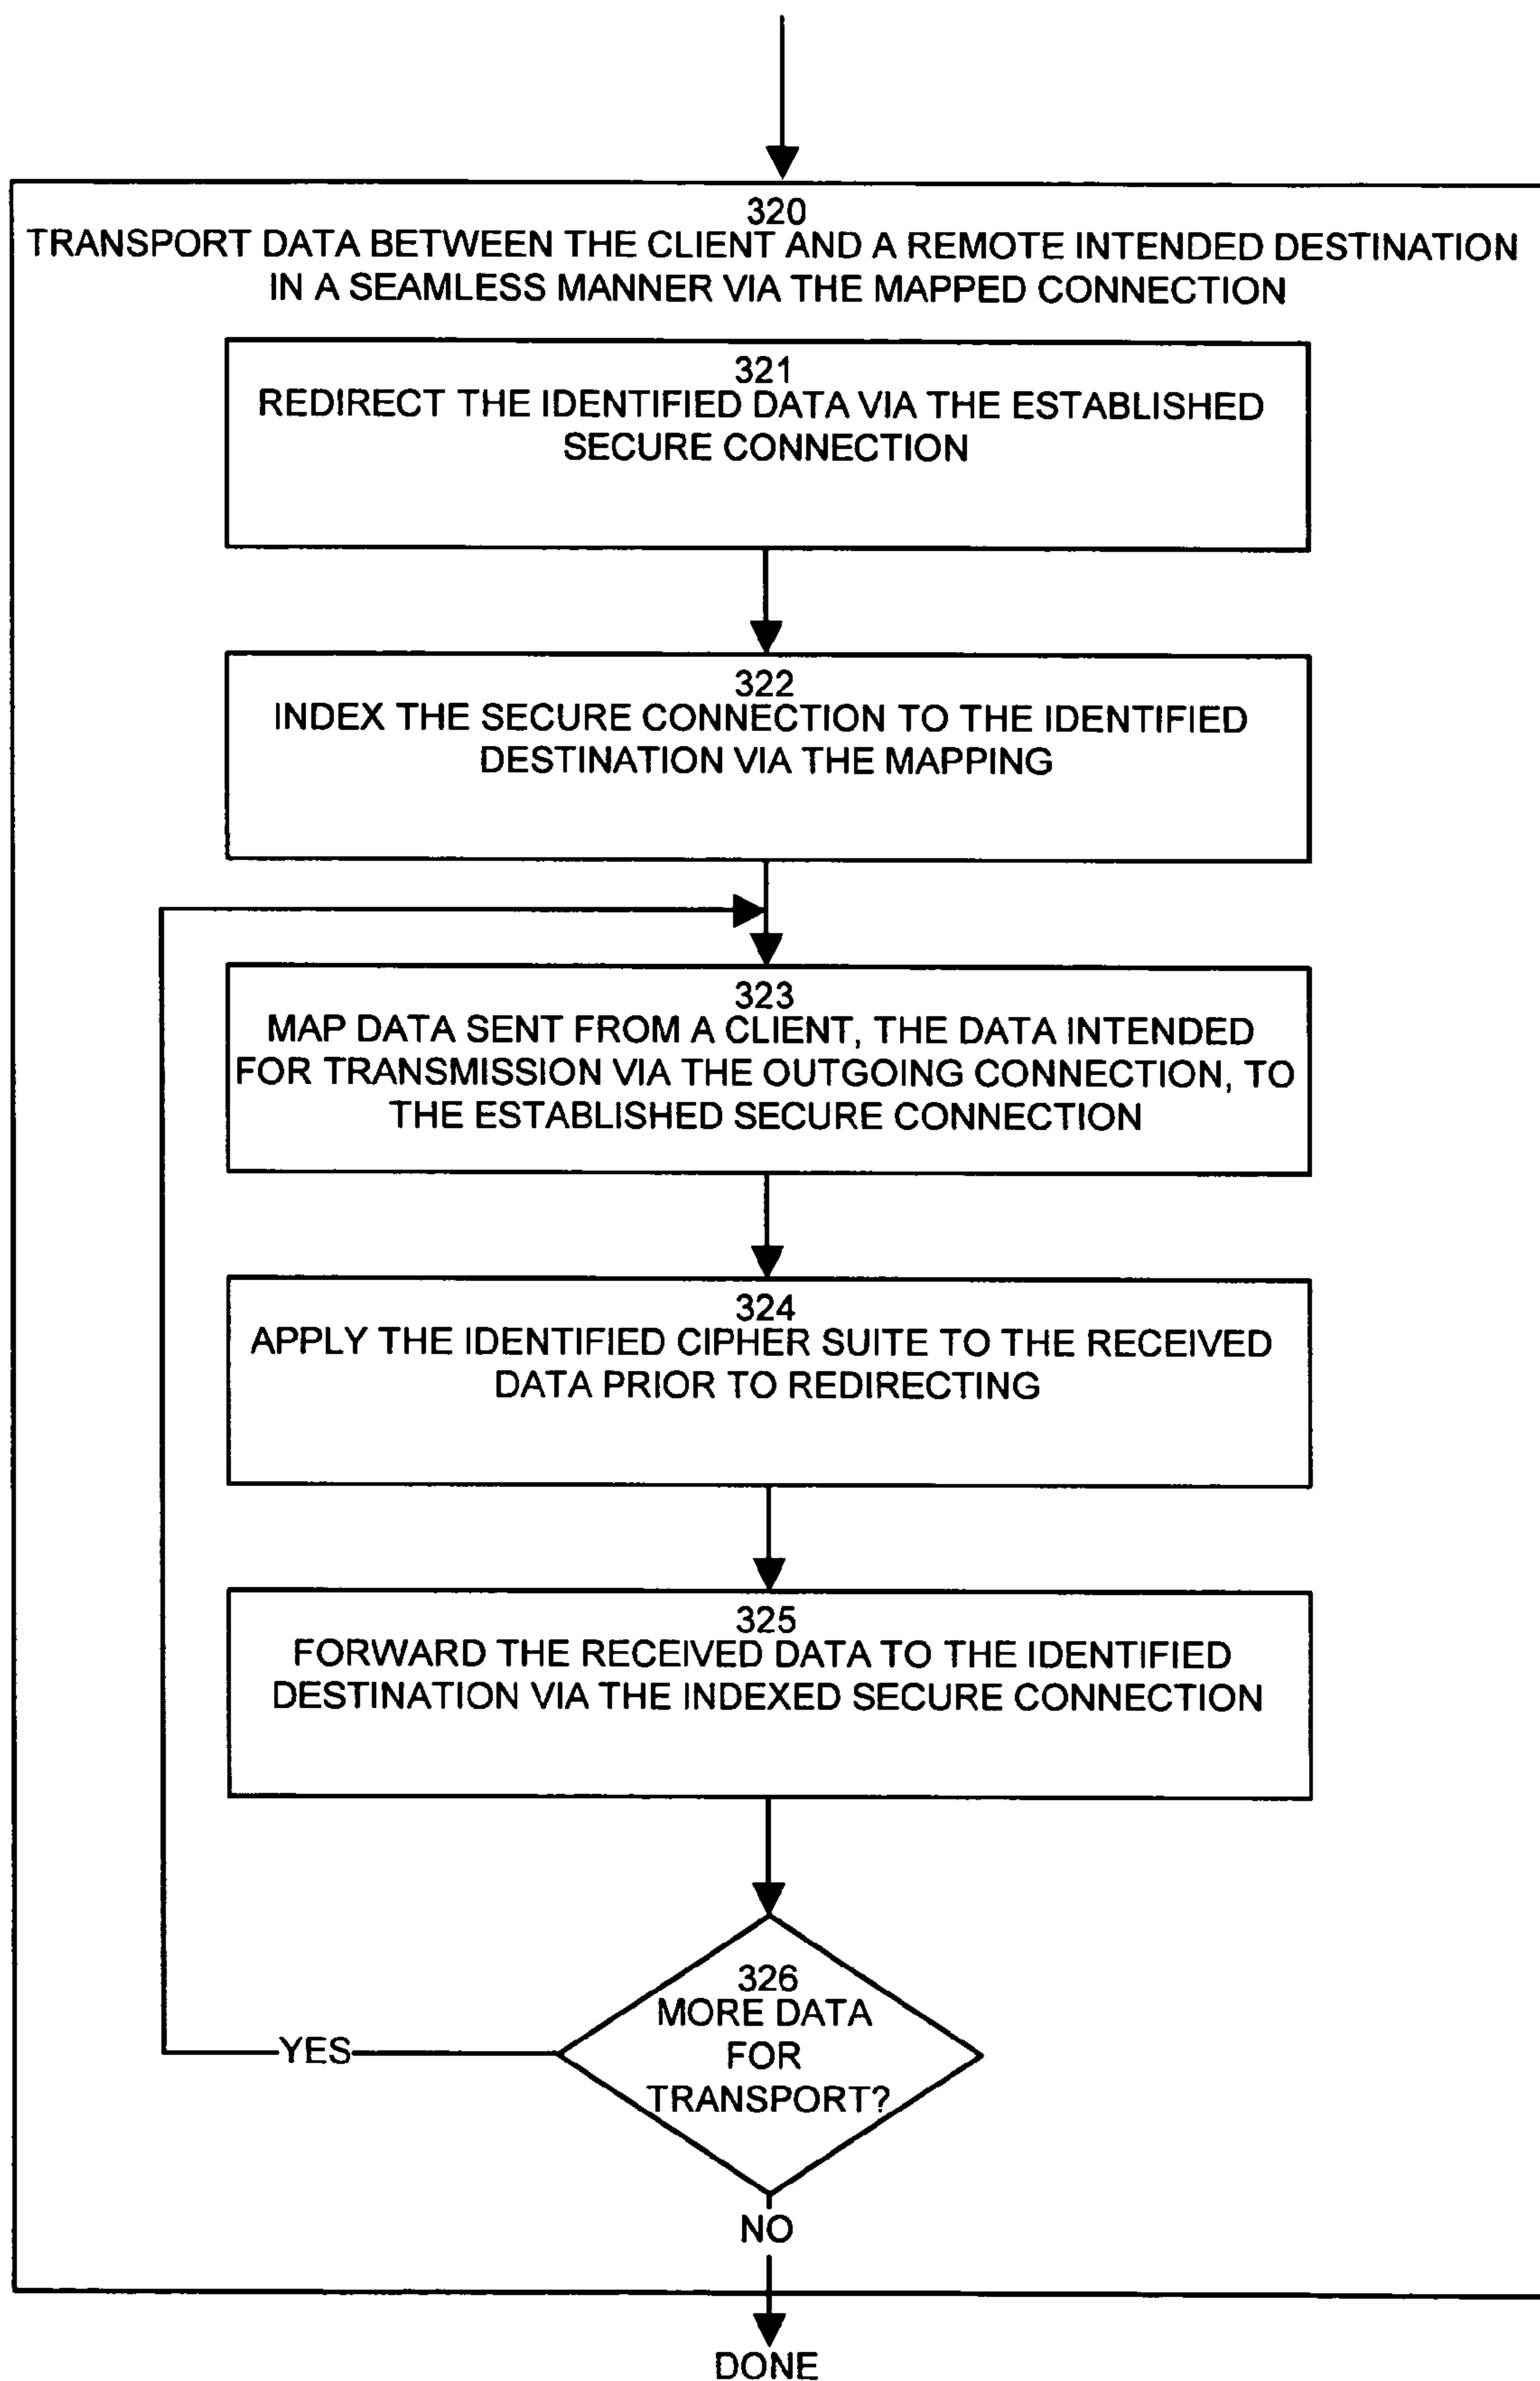 320
TRANSPORT DATA BETWEEN THE CLIENT AND A REMOTE INTENDED DESTINATION
IN A SEAMLESS MANNER VIA THE MAPPED CONNECTION
321
REDIRECT THE IDENTIFIED DATA VIA THE ESTABLISHED
SECURE CONNECTION
322
INDEX THE SECURE CONNECTION TO THE IDENTIFIED
DESTINATION VIA THE MAPPING
323
MAP DATA SENT FROM A CLIENT, THE DATA INTENDED
FOR TRANSMISSION VIA THE OUTGOING CONNECTION, TO
THE ESTABLISHED SECURE CONNECTION
324
APPLY THE IDENTIFIED CIPHER SUITE TO THE RECEIVED
DATA PRIOR TO REDIRECTING
325
FORWARD THE RECEIVED DATA TO THE IDENTIFIED
DESTINATION VIA THE INDEXED SECURE CONNECTION
326
MORE DATA
FOR
TRANSPORT?
YES
NO
DONE